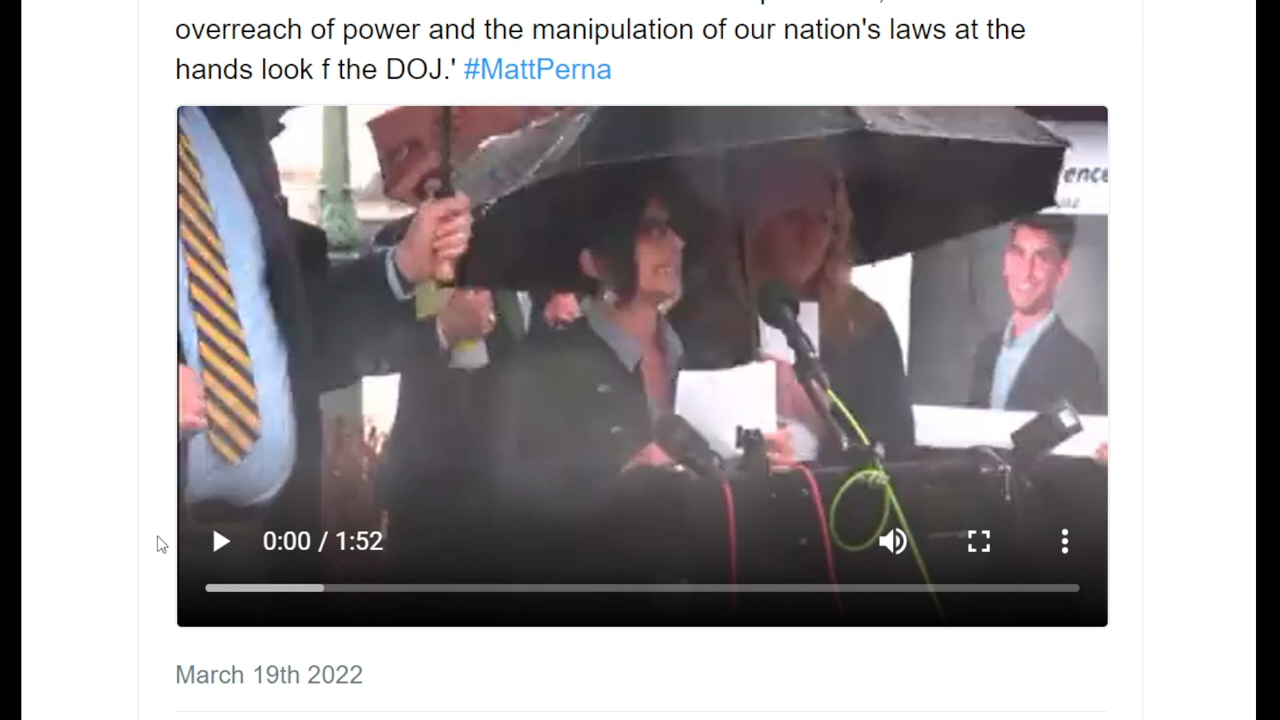 overreach of power and the manipulation of our nation's laws at the
hands look f the DOJ.' #MattPerna
0:00 / 1:52
March 19th 2022